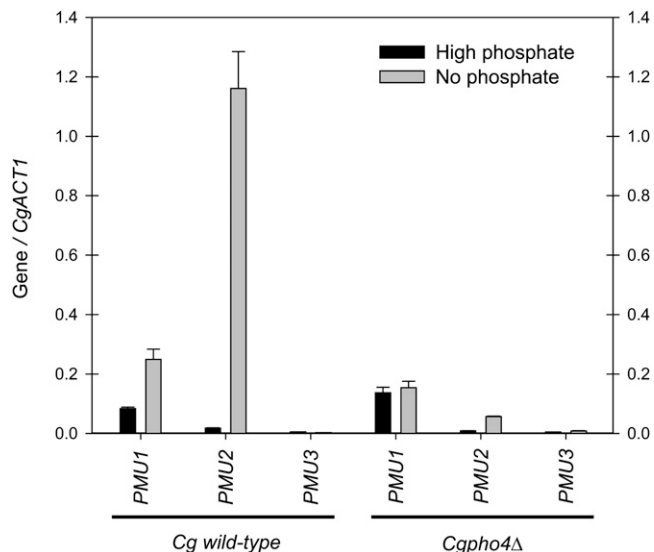 1.4 1.4
High phosphate
No phosphate
1.2 1.2
1.0 1.0
0.8 0.8
0.6 0.6
0.4 0.4
0.2 0.2
0.0 0.0
Gene / CgACT1
PMU1 PMU2 PMU3 PMU1 PMU2 PMU3
Cg wild-type Cgpho4Δ